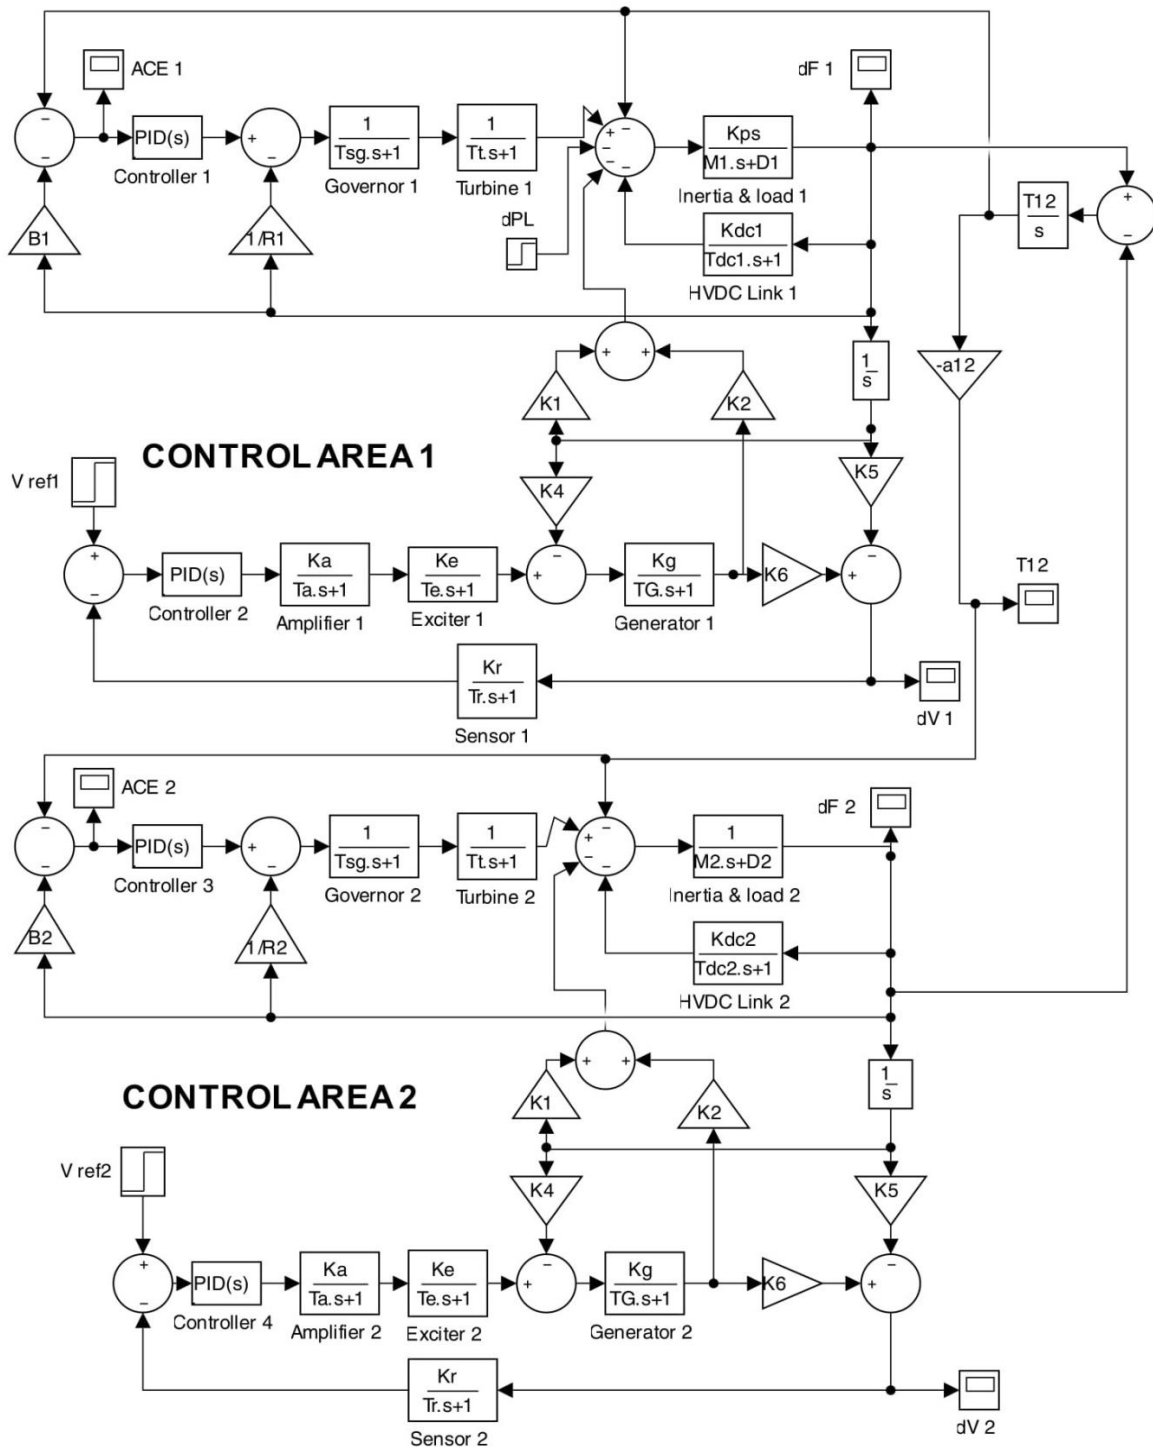 ACE 1
dF 1
PID(s)
Controller 1
1
Tsg.s+1
Governor 1
1
Tt.s+1
Turbine 1
Kps
M1.s+D1
Inertia & load 1
T12
s
B1
1/R1
dPL
Kdc1
Tdc1.s+1
HVDC Link 1
1
s
-a12
K1
K2
CONTROL AREA 1
V ref1
K4
K5
PID(s)
Controller 2
Ka
Ta.s+1
Amplifier 1
Ke
Te.s+1
Exciter 1
Kg
TG.s+1
Generator 1
K6
T12
Kr
Tr.s+1
Sensor 1
dV 1
ACE 2
dF 2
PID(s)
Controller 3
1
Tsg.s+1
Governor 2
1
Tt.s+1
Turbine 2
1
M2.s+D2
Inertia & load 2
B2
1/R2
Kdc2
Tdc2.s+1
HVDC Link 2
1
s
K1
K2
CONTROL AREA 2
V ref2
K4
K5
PID(s)
Controller 4
Ka
Ta.s+1
Amplifier 2
Ke
Te.s+1
Exciter 2
Kg
TG.s+1
Generator 2
K6
Kr
Tr.s+1
Sensor 2
dV 2